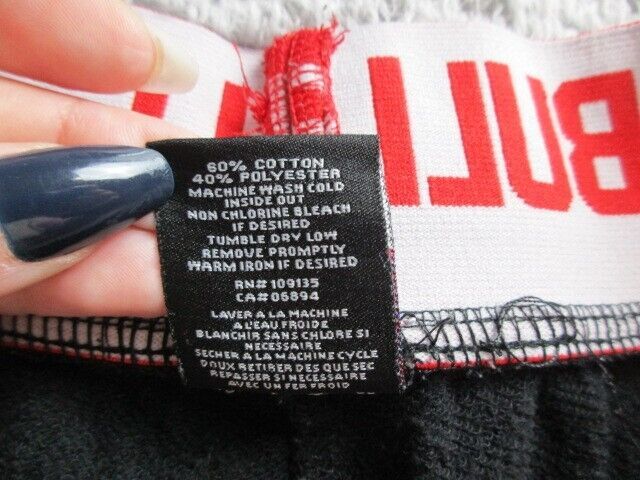 BULL
60% COTTON
40% POLYESTER
MACHINE WASH COLD
INSIDE OUT
NON CHLORINE BLEACH
IF DESIRED
TUMBLE DRY LOW
REMOVE PROMPTLY
WARM IRON IF DESIRED
RN# 109135
CA# 06894
LAVER A LA MACHINE
A L'EAU FROIDE
BLANCHIR SANS CHLORE SI
NECESSAIRE
SECHER A LA MACHINE CYCLE
DOUX RETIRER DES QUE SEC
REPASSER SI NECESSAIRE
AVEC UN FER FROID